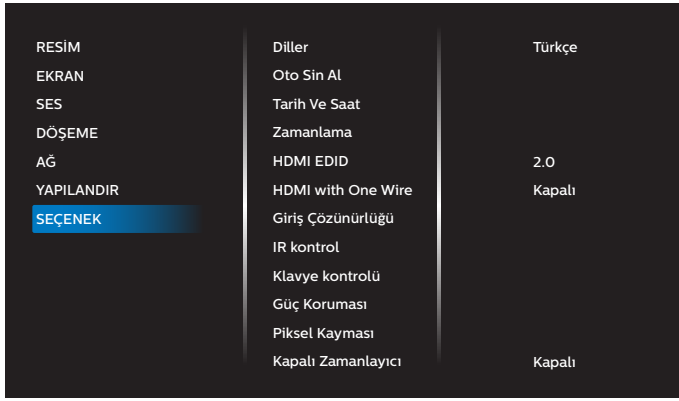 RESİM
EKRAN
SES
DÖŞEME
AĞ
YAPILANDIR
SEÇENEK
Diller Türkçe
Oto Sin Al
Tarih Ve Saat
Zamanlama
HDMI EDID 2.0
HDMI with One Wire Kapalı
Giriş Çözünürlüğü
IR kontrol
Klavye kontrolü
Güç Koruması
Piksel Kayması
Kapalı Zamanlayıcı Kapalı